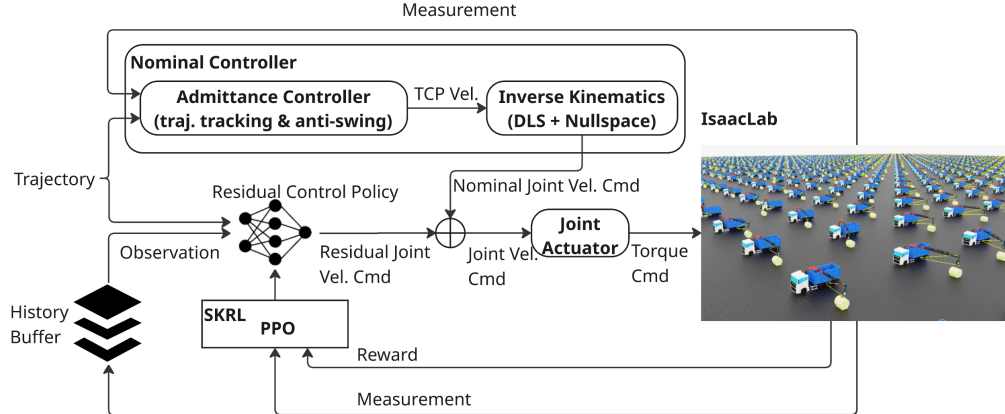 Measurement
Nominal Controller
Admittance Controller
(traj. tracking & anti-swing)
TCP Vel.
Inverse Kinematics
(DLS + Nullspace)
IsaacLab
Trajectory
Residual Control Policy
Nominal Joint Vel. Cmd
Observation
Residual Joint
Vel. Cmd
Joint Vel.
Cmd
Joint
Actuator
Torque
Cmd
History
Buffer
SKRL
PPO
Reward
Measurement